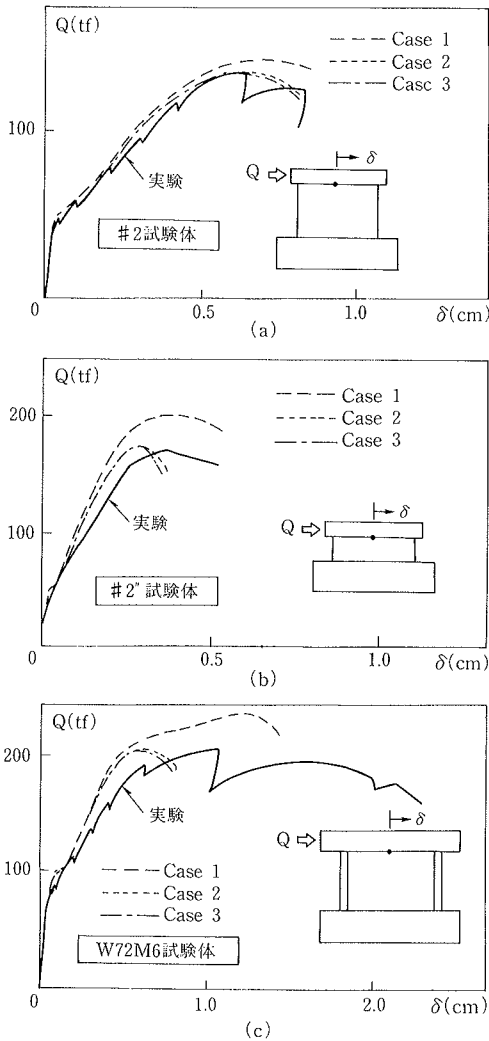 Q(tf)
Case 1
Case 2
Casc 3
100
δ
Q
実験
#2試験体
0
0.5
1.0
δ(cm)
(a)
Q(tf)
200
Case 1
Case 2
Case 3
δ
Q
100
実験
#2″試験体
0
0.5
1.0
δ(cm)
(b)
Q(tf)
200
実験
δ
Q
100
Case 1
Case 2
Case 3
W72M6試験体
0
1.0
2.0
δ(cm)
(c)